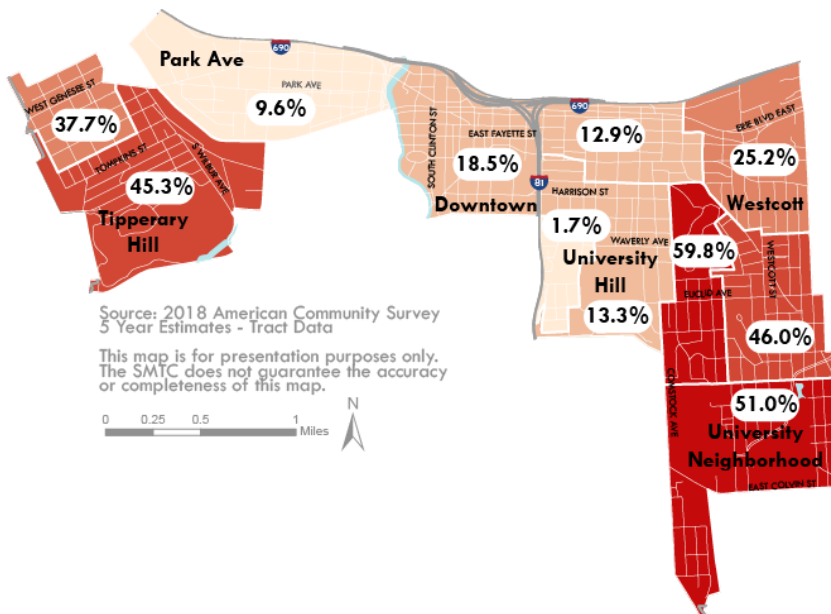 690
Park Ave
PARK AVE
9.6%
WEST GENESEE ST
37.7%
TOMPKINS ST
S WILBUR AVE
45.3%
Tipperary
Hill
SOUTH CLINTON ST
EAST FAYETTE ST
18.5%
Downtown
81
690
12.9%
ERIE BLVD EAST
25.2%
Westcott
HARRISON ST
1.7%
WAVERLY AVE
59.8%
University
Hill
13.3%
EUCLID AVE
WESTCOTT ST
46.0%
COMSTOCK AVE
51.0%
University
Neighborhood
EAST COLVIN ST
Source: 2018 American Community Survey
5 Year Estimates - Tract Data
This map is for presentation purposes only.
The SMTC does not guarantee the accuracy
or completeness of this map.
0 0.25 0.5 1
Miles
N